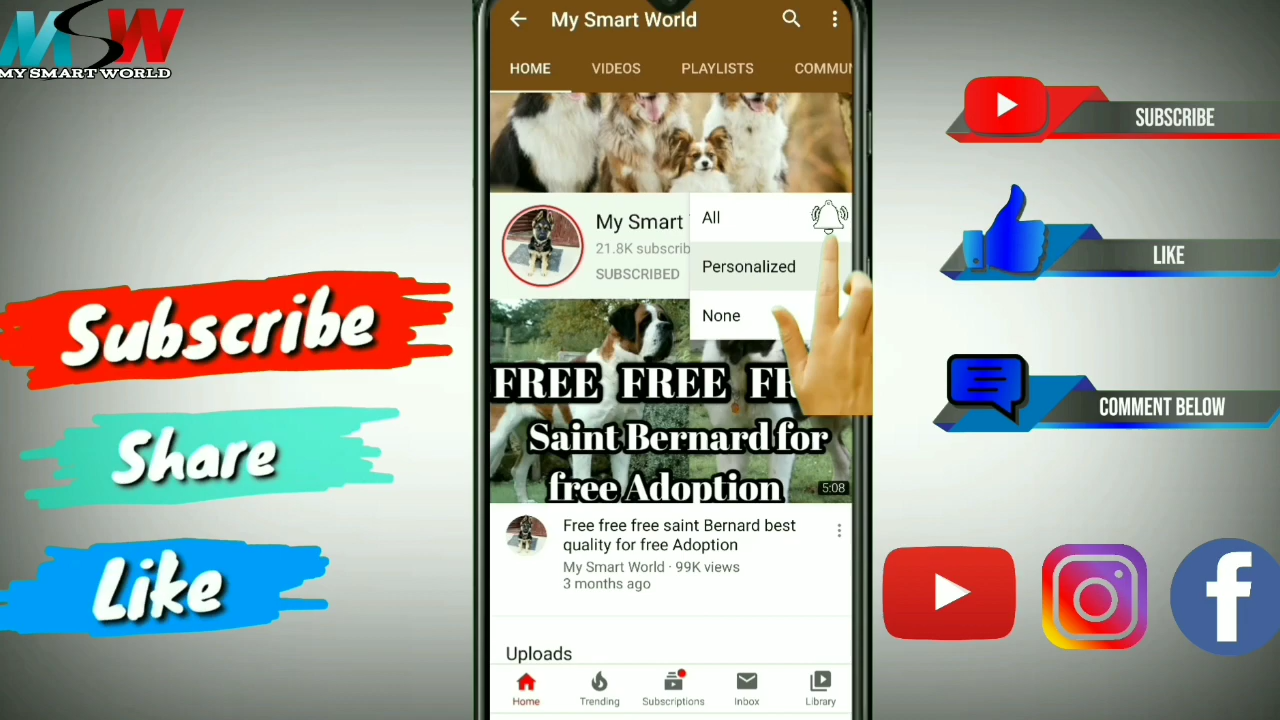 MSW
MY SMART WORLD
My Smart World
HOME VIDEOS PLAYLISTS COMMU
My Smart
21.8K subscrib
SUBSCRIBED
All
Personalized
None
FREE FREE FR
Saint Bernard for
free Adoption
5:08
Free free free saint Bernard best
quality for free Adoption
My Smart World · 99K views
3 months ago
Uploads
Home Trending Subscriptions Inbox Library
Subscribe
Share
Like
SUBSCRIBE
LIKE
COMMENT BELOW
f